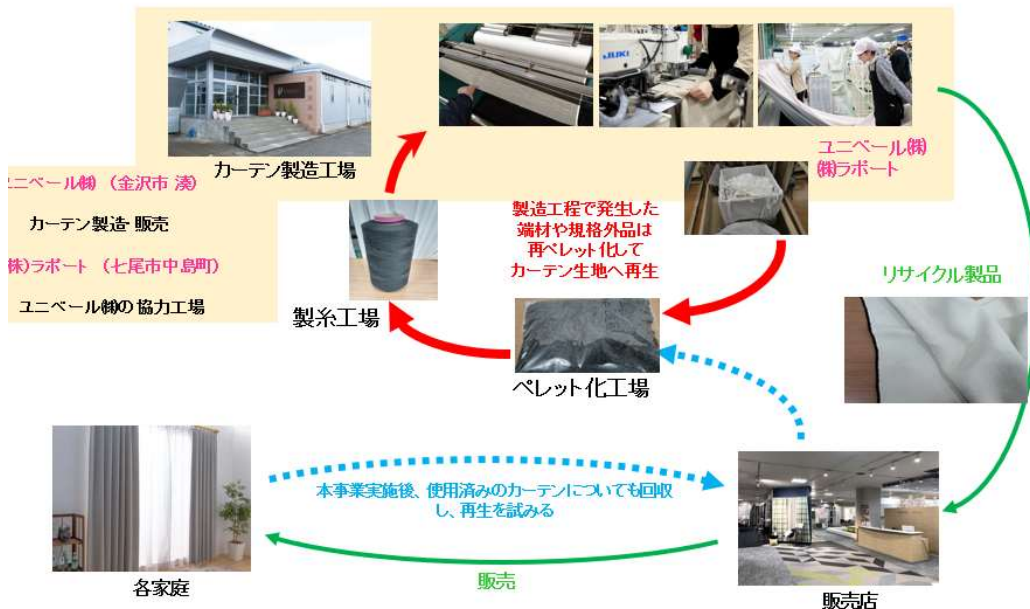 カーテン製造工場
ユニベール㈱
㈱ラポート
ユニベール㈱ （金沢市 湊）
カーテン製造・販売
(株)ラポート （七尾市中島町）
ユニベール㈱の協力工場
製造工程で発生した
端材や規格外品は
再ペレット化して
カーテン生地へ再生
製糸工場
ペレット化工場
リサイクル製品
本事業実施後、使用済みのカーテンについても回収
し、再生を試みる
販売
各家庭
販売店
JUKI